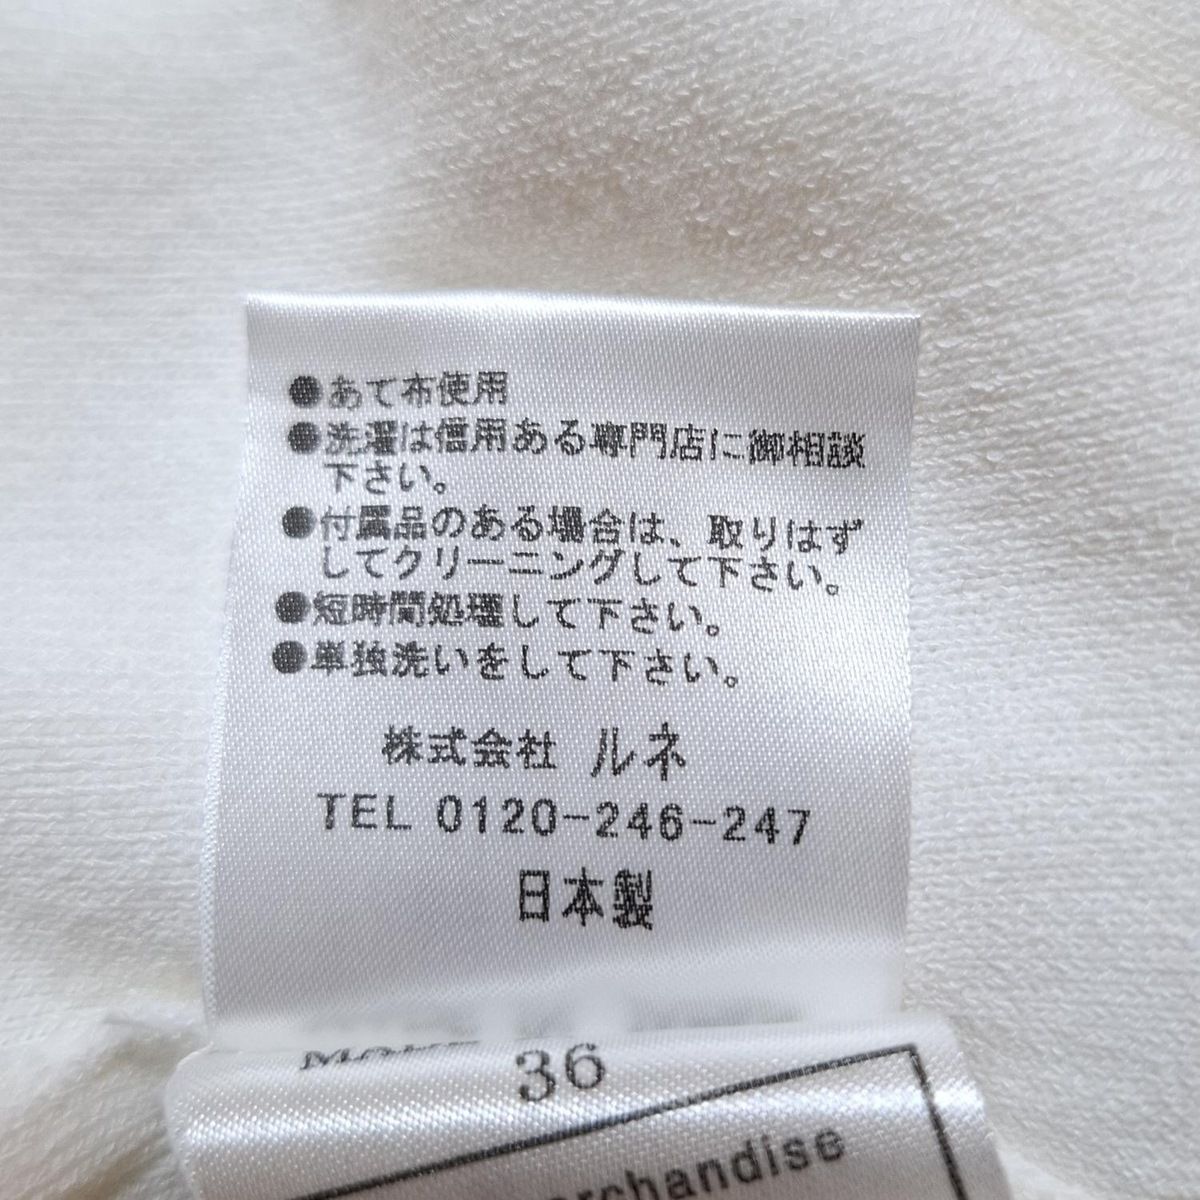 ●あて布使用
●洗濯は信用ある専門店に御相談
下さい。
●付属品のある場合は、取りはず
してクリーニングして下さい。
●短時間処理して下さい。
●単独洗いをして下さい。
株式会社 ルネ
TEL 0120-246-247
日本製
36